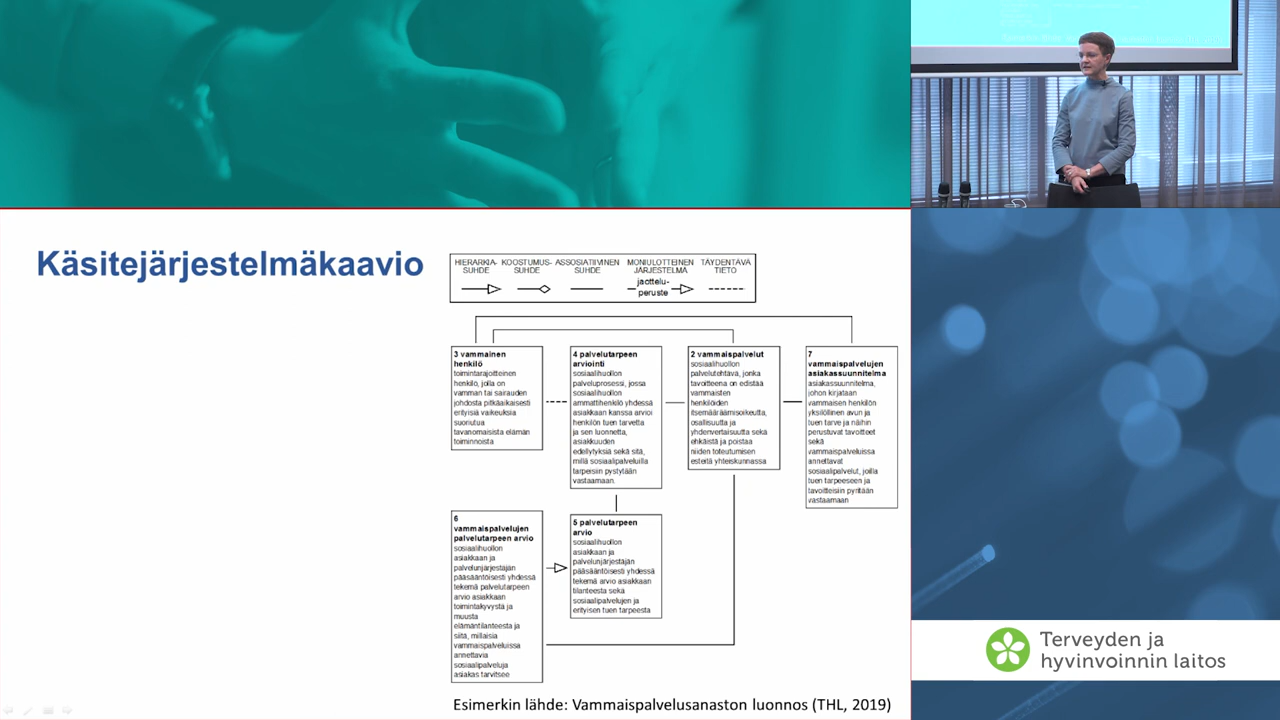 Käsitejärjestelmäkaavio
HIERARKIA-
SUHDE
KOOSTUMUS-
SUHDE
ASSOSIATIIVINEN
SUHDE
MONIULOTTEINEN
JÄRJESTELMÄ
jaottelu-
peruste
TÄYDENTÄVÄ
TIETO
3 vammainen
henkilö
toimintarajoitteinen
henkilö, jolla on
vamman tai sairauden
johdosta pitkäaikaisesti
erityisiä vaikeuksia
suoriutua
tavanomaisista elämän
toiminnoista
4 palvelutarpeen
arviointi
sosiaalihuollon
palveluprosessi, jossa
sosiaalihuollon
ammattihenkilö yhdessä
asiakkaan kanssa arvioi
henkilön tuen tarvetta
ja sen luonnetta,
asiakkuuden
edellytyksiä sekä sitä,
millä sosiaalipalveluilla
tarpeisiin pystytään
vastaamaan.
2 vammaispalvelut
sosiaalihuollon
palvelutehtävä, jonka
tavoitteena on edistää
vammaisten
henkilöiden
itsemääräämisoikeutta,
osallisuutta ja
yhdenvertaisuutta sekä
ehkäistä ja poistaa
niiden toteutumisen
esteitä yhteiskunnassa
7
vammaispalvelujen
asiakassuunnitelma
asiakassuunnitelma,
johon kirjataan
vammaisen henkilön
yksilöllinen avun ja
tuen tarve ja näihin
perustuvat tavoitteet
sekä
vammaispalveluissa
annettavat
sosiaalipalvelut, joilla
tuen tarpeeseen ja
tavoitteisiin pyritään
vastaamaan
6
vammaispalvelujen
palvelutarpeen arvio
sosiaalihuollon
asiakkaan ja
palvelunjärjestäjän
pääsääntöisesti yhdessä
tekemä palvelutarpeen
arvio asiakkaan
toimintakyvystä ja
muusta
elämäntilanteesta ja
siitä, millaisia
vammaispalveluissa
annettavia
sosiaalipalveluja
asiakas tarvitsee
5 palvelutarpeen
arvio
sosiaalihuollon
asiakkaan ja
palvelunjärjestäjän
pääsääntöisesti yhdessä
tekemä arvio asiakkaan
tilanteesta sekä
sosiaalipalvelujen ja
erityisen tuen tarpeesta
Esimerkin lähde: Vammaispalvelusanaston luonnos (THL, 2019)
Terveyden ja
hyvinvoinnin laitos